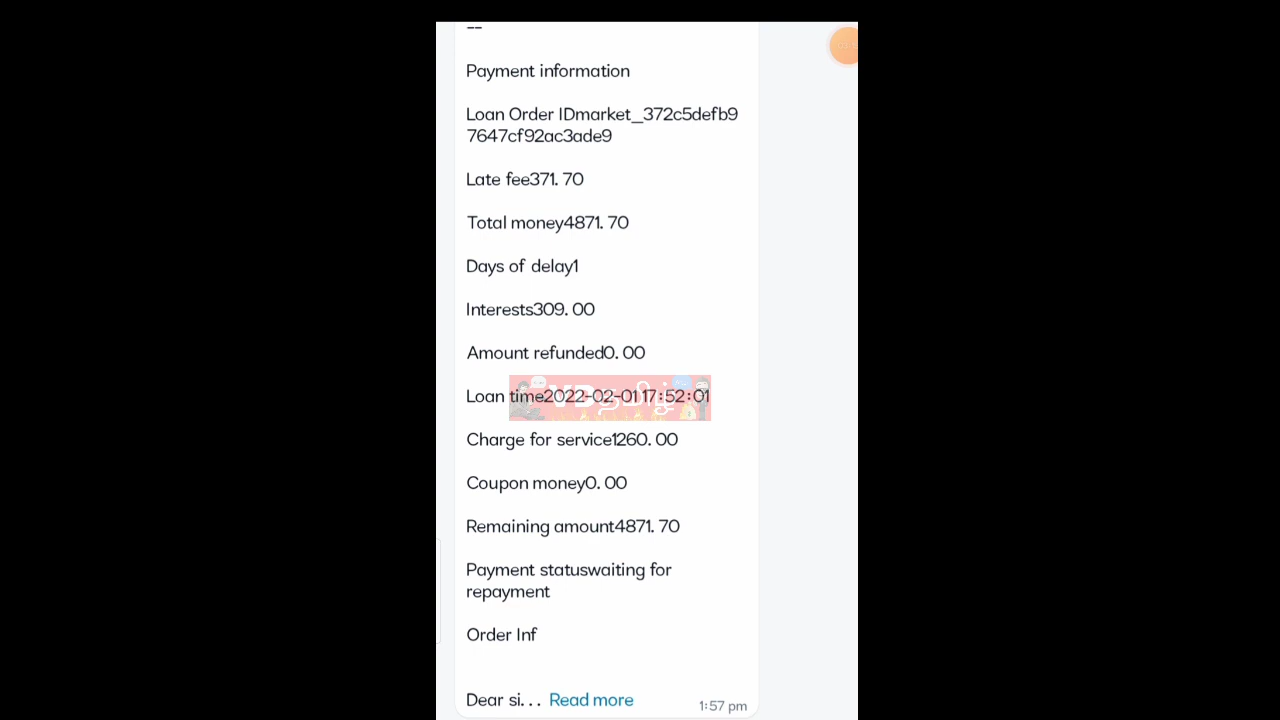 Payment information
Loan Order IDmarket_372c5defb9
7647cf92ac3ade9
Late fee371. 70
Total money4871. 70
Days of delay1
Interests309. 00
Amount refunded0. 00
VDதமிழ்
Loan time2022-02-01 17:52:01
Charge for service1260. 00
Coupon money0. 00
Remaining amount4871. 70
Payment statuswaiting for
repayment
Order Inf
Dear si... Read more
1:57 pm